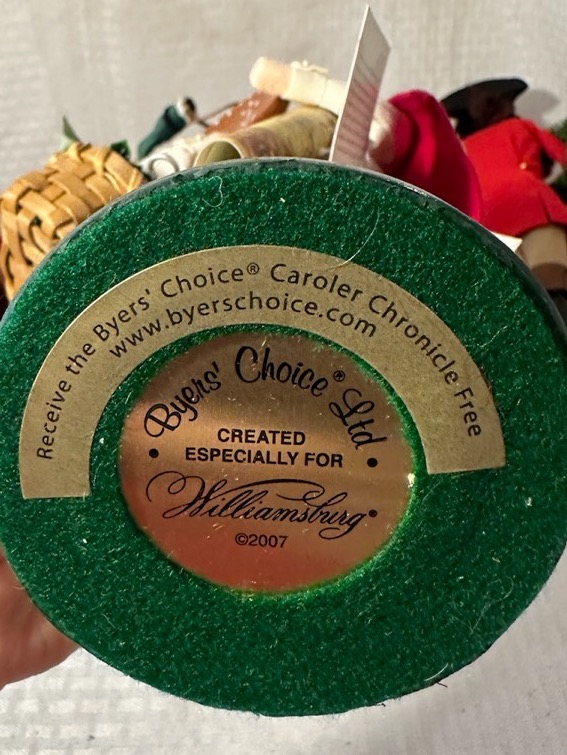 Receive the Byers' Choice® Caroler Chronicle Free
www.byerschoice.com
Byers' Choice® Ltd
CREATED
• ESPECIALLY FOR •
Williamsburg®
©2007